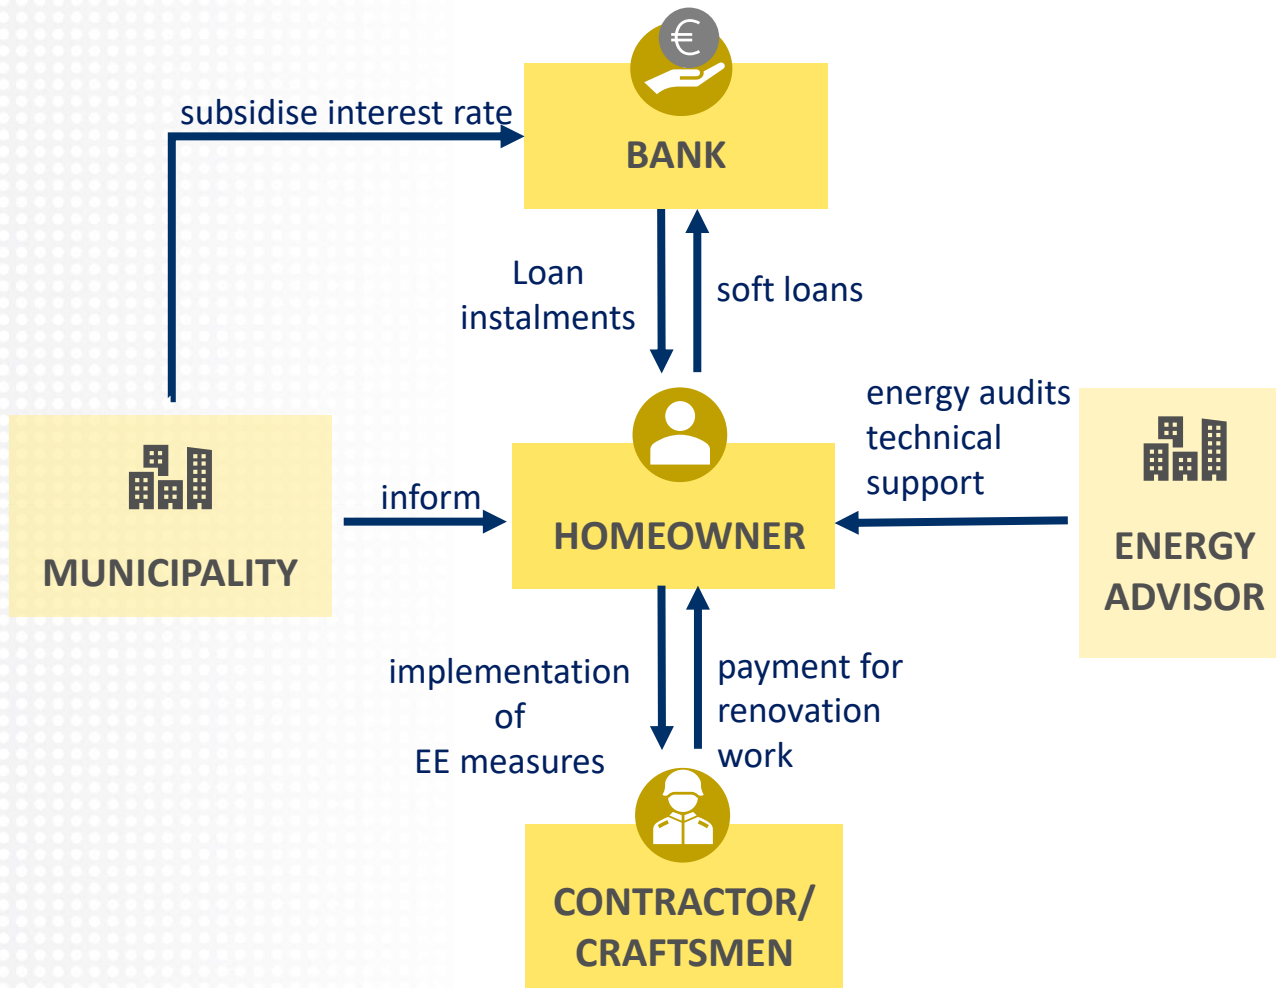 €
subsidise interest rate
BANK
Loan
instalments
soft loans
energy audits
technical
support
inform
MUNICIPALITY
HOMEOWNER
ENERGY
ADVISOR
implementation
of
EE measures
payment for
renovation
work
CONTRACTOR/
CRAFTSMEN